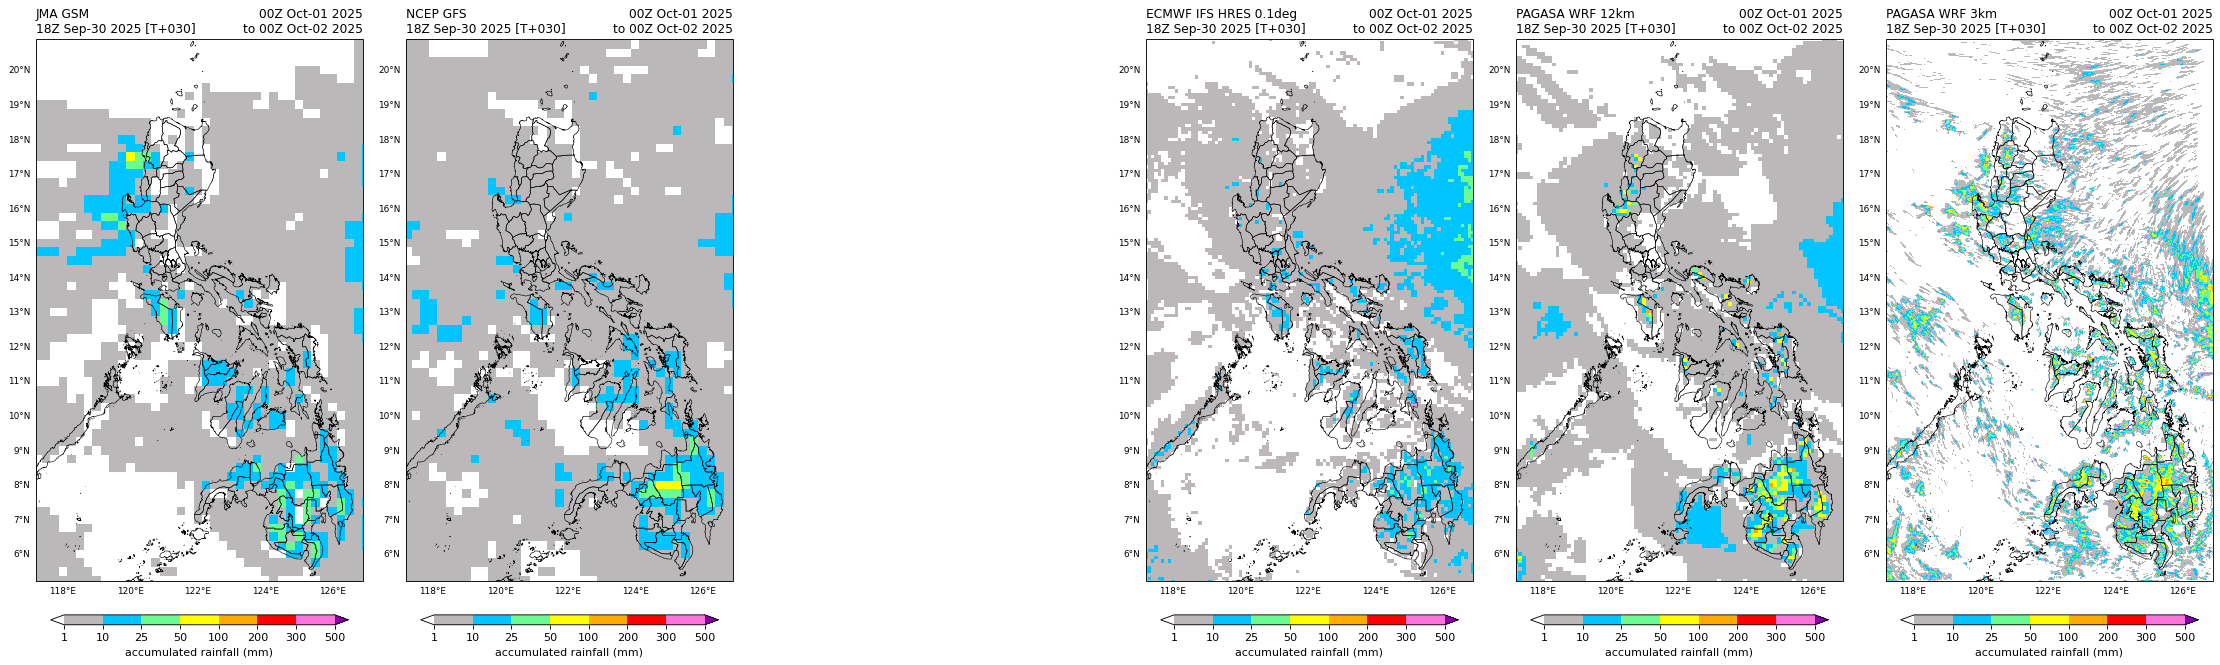 JMA GSM 00Z Oct-01 2025
18Z Sep-30 2025 [T+030] to 00Z Oct-02 2025
20°N
19°N
18°N
17°N
16°N
15°N
14°N
13°N
12°N
11°N
10°N
9°N
8°N
7°N
6°N
118°E 120°E 122°E 124°E 126°E
1 10 25 50 100 200 300 500
accumulated rainfall (mm)
NCEP GFS 00Z Oct-01 2025
18Z Sep-30 2025 [T+030] to 00Z Oct-02 2025
20°N
19°N
18°N
17°N
16°N
15°N
14°N
13°N
12°N
11°N
10°N
9°N
8°N
7°N
6°N
118°E 120°E 122°E 124°E 126°E
1 10 25 50 100 200 300 500
accumulated rainfall (mm)
ECMWF IFS HRES 0.1deg 00Z Oct-01 2025
18Z Sep-30 2025 [T+030] to 00Z Oct-02 2025
20°N
19°N
18°N
17°N
16°N
15°N
14°N
13°N
12°N
11°N
10°N
9°N
8°N
7°N
6°N
118°E 120°E 122°E 124°E 126°E
1 10 25 50 100 200 300 500
accumulated rainfall (mm)
PAGASA WRF 12km 00Z Oct-01 2025
18Z Sep-30 2025 [T+030] to 00Z Oct-02 2025
20°N
19°N
18°N
17°N
16°N
15°N
14°N
13°N
12°N
11°N
10°N
9°N
8°N
7°N
6°N
118°E 120°E 122°E 124°E 126°E
1 10 25 50 100 200 300 500
accumulated rainfall (mm)
PAGASA WRF 3km 00Z Oct-01 2025
18Z Sep-30 2025 [T+030] to 00Z Oct-02 2025
20°N
19°N
18°N
17°N
16°N
15°N
14°N
13°N
12°N
11°N
10°N
9°N
8°N
7°N
6°N
118°E 120°E 122°E 124°E 126°E
1 10 25 50 100 200 300 500
accumulated rainfall (mm)